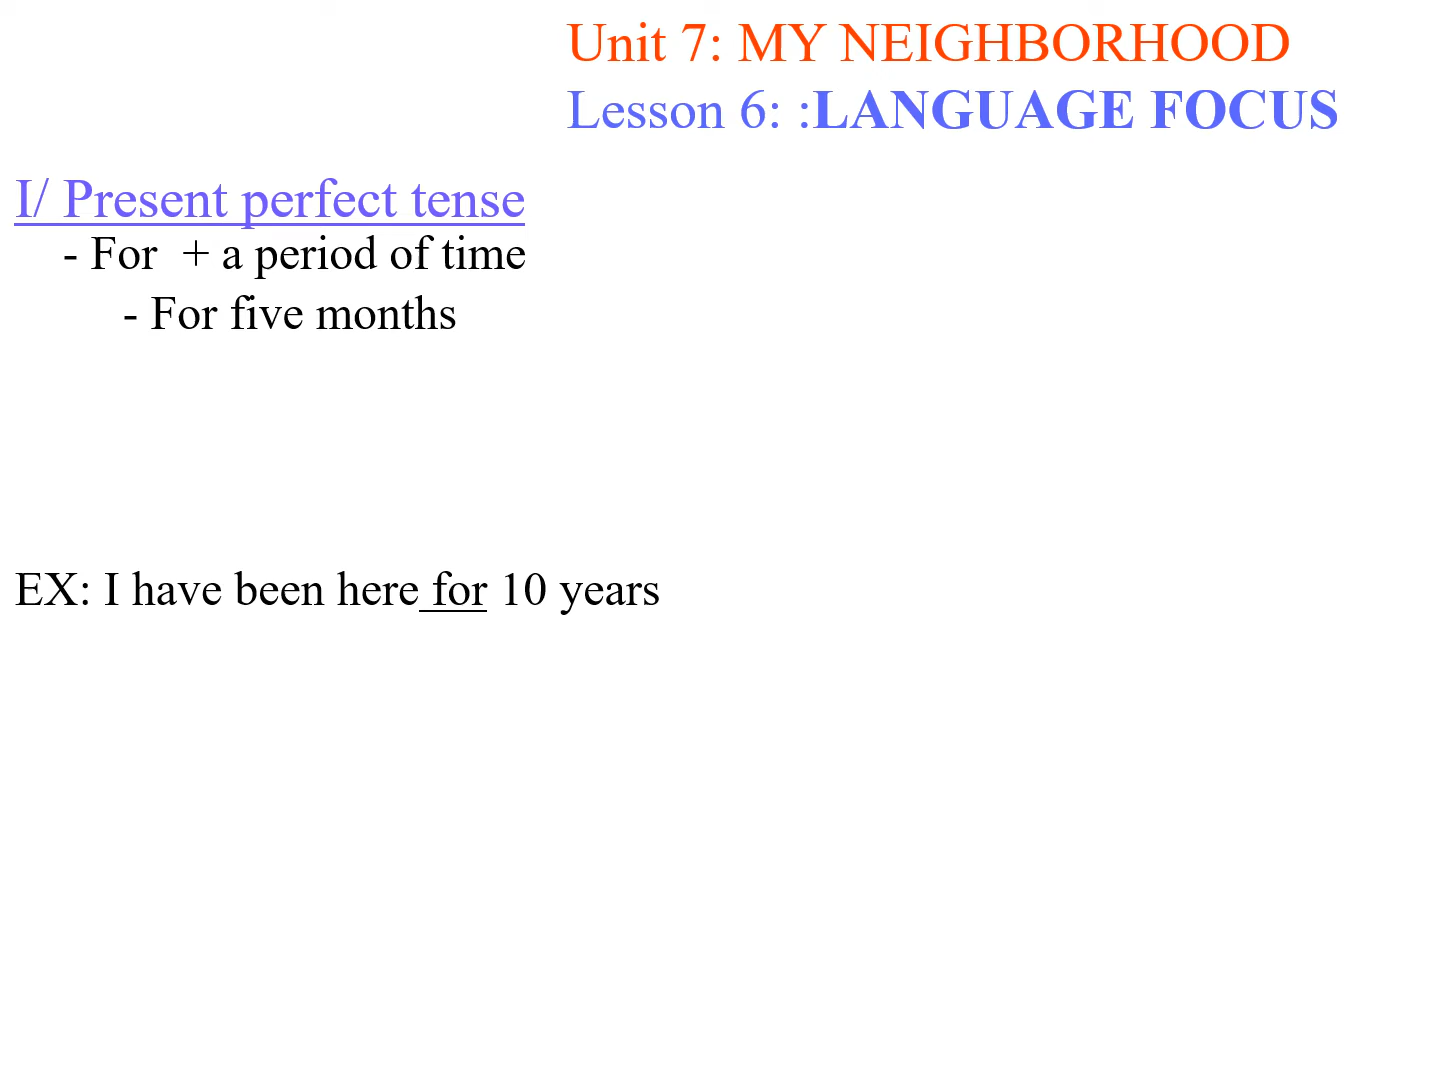 Unit 7: MY NEIGHBORHOOD
Lesson 6: :LANGUAGE FOCUS
I/ Present perfect tense
- For  + a period of time
- For five months
EX: I have been here for 10 years